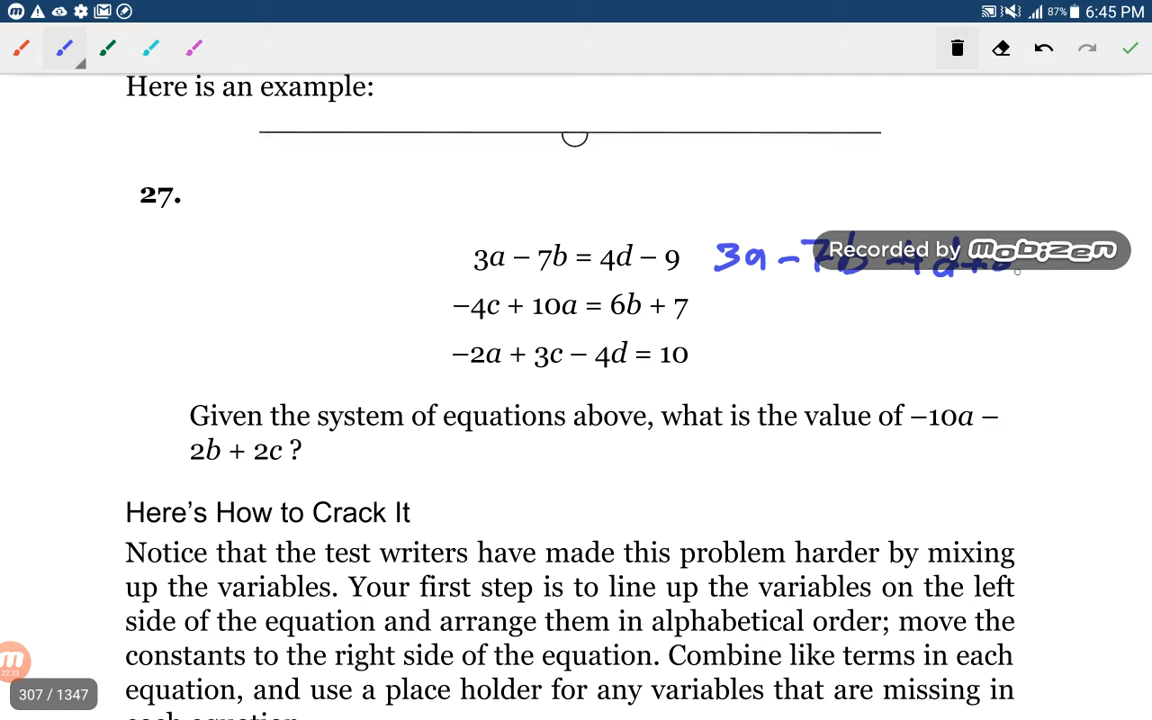 87% 6:45 PM
Here is an example:
27.
3a − 7b = 4d − 9 3a - 7b - 4d +
Recorded by mobizen
−4c + 10a = 6b + 7
−2a + 3c − 4d = 10
Given the system of equations above, what is the value of −10a −
2b + 2c ?
Here's How to Crack It
Notice that the test writers have made this problem harder by mixing
up the variables. Your first step is to line up the variables on the left
side of the equation and arrange them in alphabetical order; move the
constants to the right side of the equation. Combine like terms in each
equation, and use a place holder for any variables that are missing in
each equation.
307 / 1347